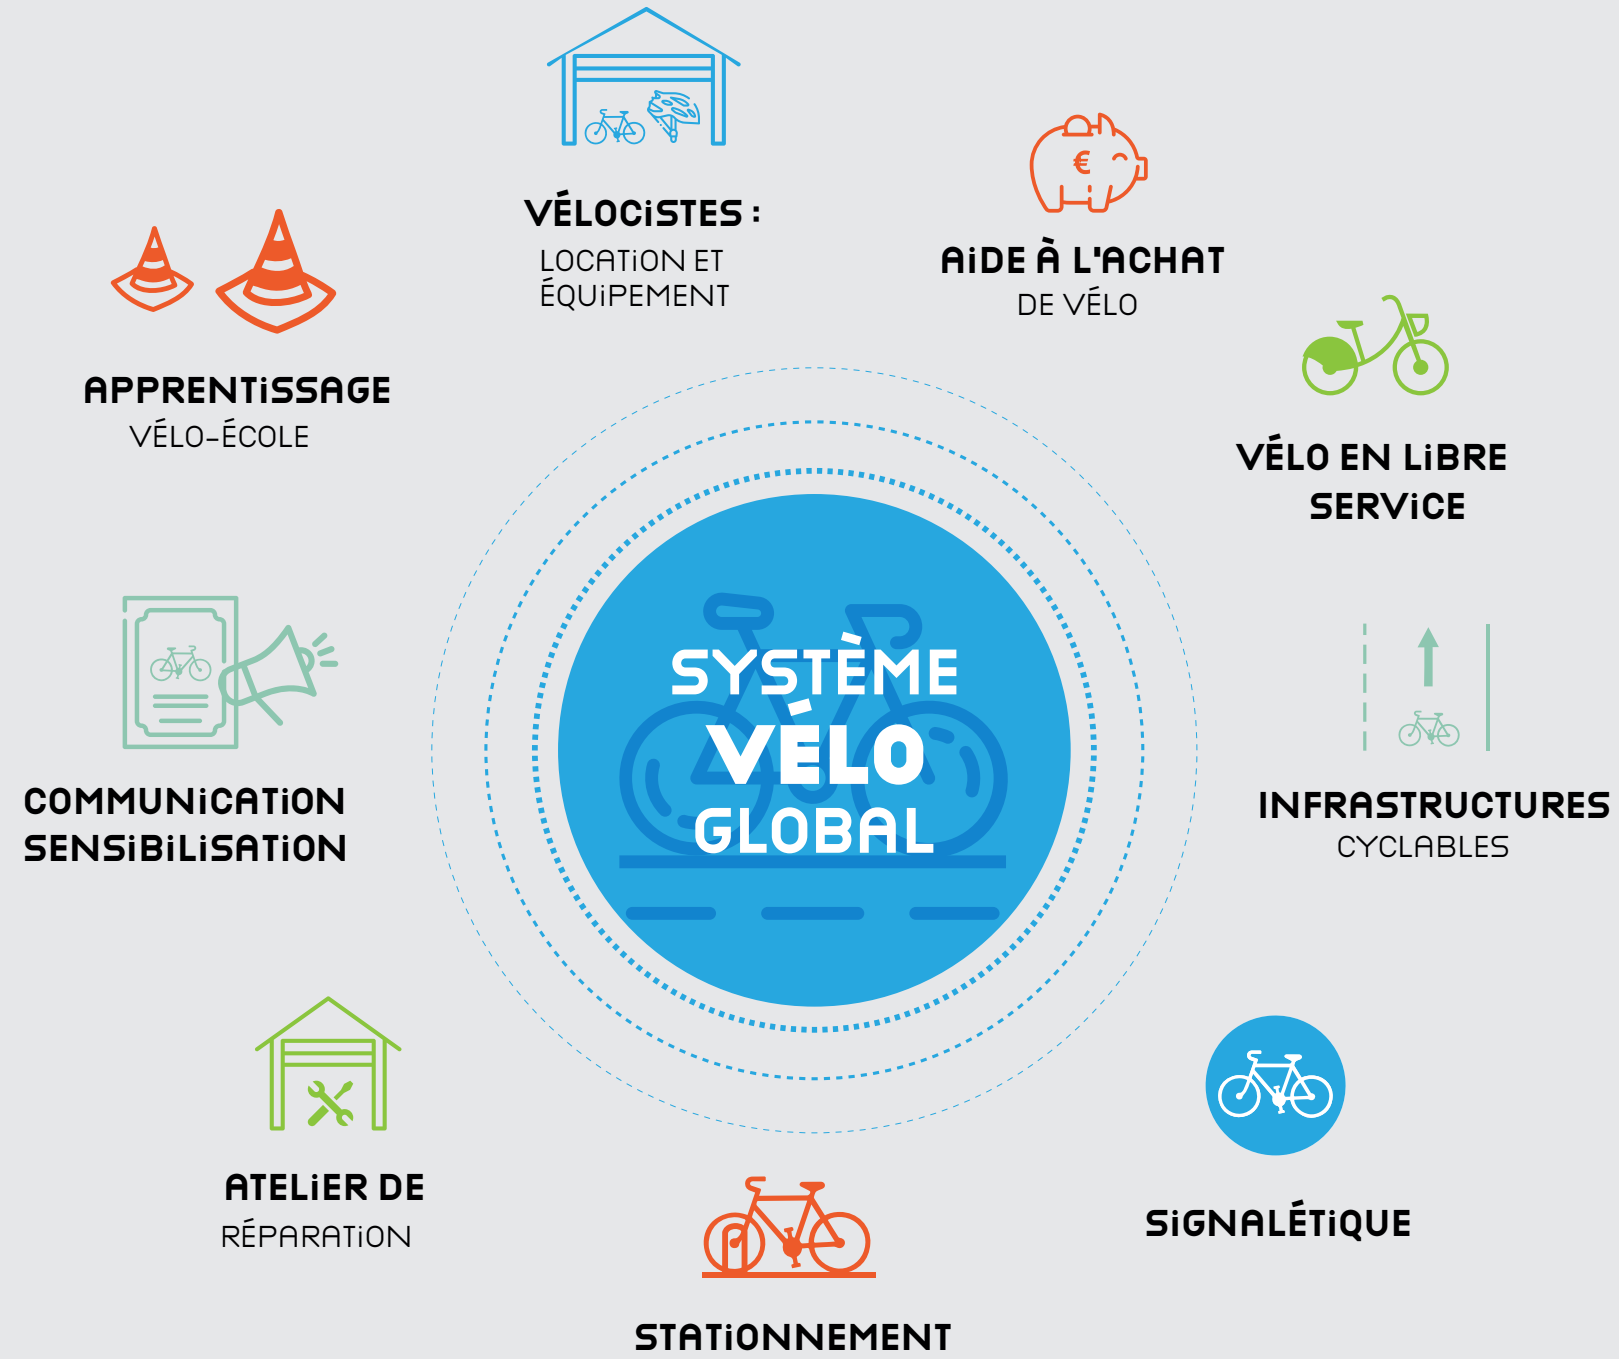 VÉLOCiSTES :
LOCATiON ET
ÉQUiPEMENT
€
AiDE À L'ACHAT
DE VÉLO
VÉLO EN LiBRE
SERViCE
INFRASTRUCTURES
CYCLABLES
SiGNALÉTiQUE
STATiONNEMENT
ATELiER DE
RÉPARATiON
COMMUNiCATiON
SENSiBiLiSATiON
APPRENTiSSAGE
VÉLO-ÉCOLE
SYSTÈME
VÉLO
GLOBAL